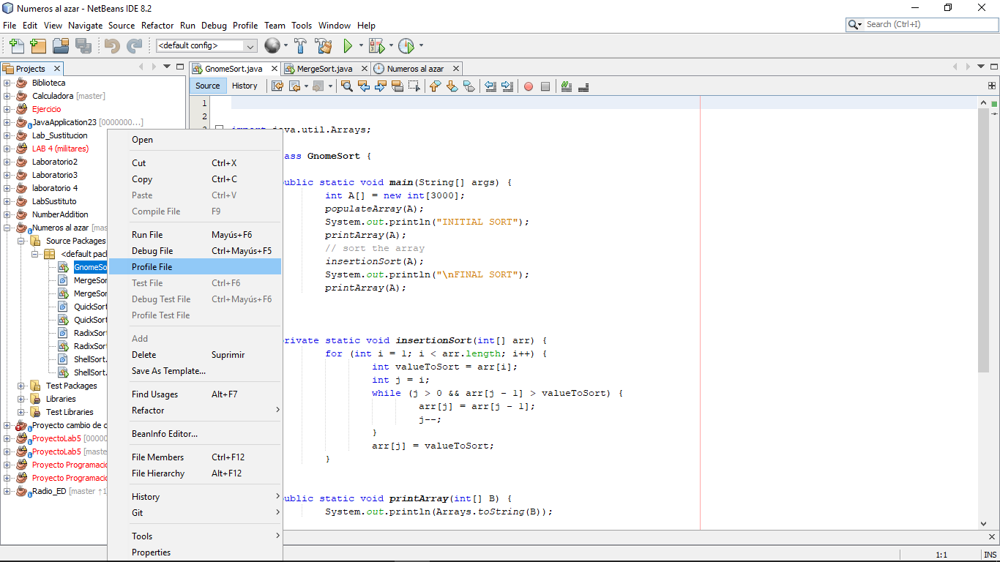 Numeros al azar - NetBeans IDE 8.2
File Edit View Navigate Source Refactor Run Debug Profile Team Tools Window Help
Search (Ctrl+I)
<default config>
Projects
GnomeSort.java
MergeSort.java
Numeros al azar
Source History
Biblioteca
Calculadora [master]
Ejercicio
JavaApplication23 [0000000...]
Lab_Sustitucion
LAB 4 (militares)
Laboratorio2
Laboratorio3
laboratorio 4
LabSustituto
NumberAddition
Numeros al azar [mas
Source Packages
<default pac
GnomeSo
MergeSor
MergeSor
QuickSort
QuickSort
RadixSor
RadixSor
ShellSort.
ShellSort.
Test Packages
Libraries
Test Libraries
Proyecto cambio de c
ProyectoLab5 [00000
ProyectoLab5 [maste
Proyecto Programacio
Proyecto Programacio
Radio_ED [master ↑1
Open
Cut Ctrl+X
Copy Ctrl+C
Paste Ctrl+V
Compile File F9
Run File Mayús+F6
Debug File Ctrl+Mayús+F5
Profile File
Test File Ctrl+F6
Debug Test File Ctrl+Mayús+F6
Profile Test File
Add
Delete Suprimir
Save As Template...
Find Usages Alt+F7
Refactor
BeanInfo Editor...
File Members Ctrl+F12
File Hierarchy Alt+F12
History
Git
Tools
Properties
1
2
import java.util.Arrays;
ass GnomeSort {
ublic static void main(String[] args) {
int A[] = new int[3000];
populateArray(A);
System.out.println("INITIAL SORT");
printArray(A);
// sort the array
insertionSort(A);
System.out.println("\nFINAL SORT");
printArray(A);
rivate static void insertionSort(int[] arr) {
for (int i = 1; i < arr.length; i++) {
int valueToSort = arr[i];
int j = i;
while (j > 0 && arr[j - 1] > valueToSort) {
arr[j] = arr[j - 1];
j--;
}
arr[j] = valueToSort;
}
ublic static void printArray(int[] B) {
System.out.println(Arrays.toString(B));
1:1 INS